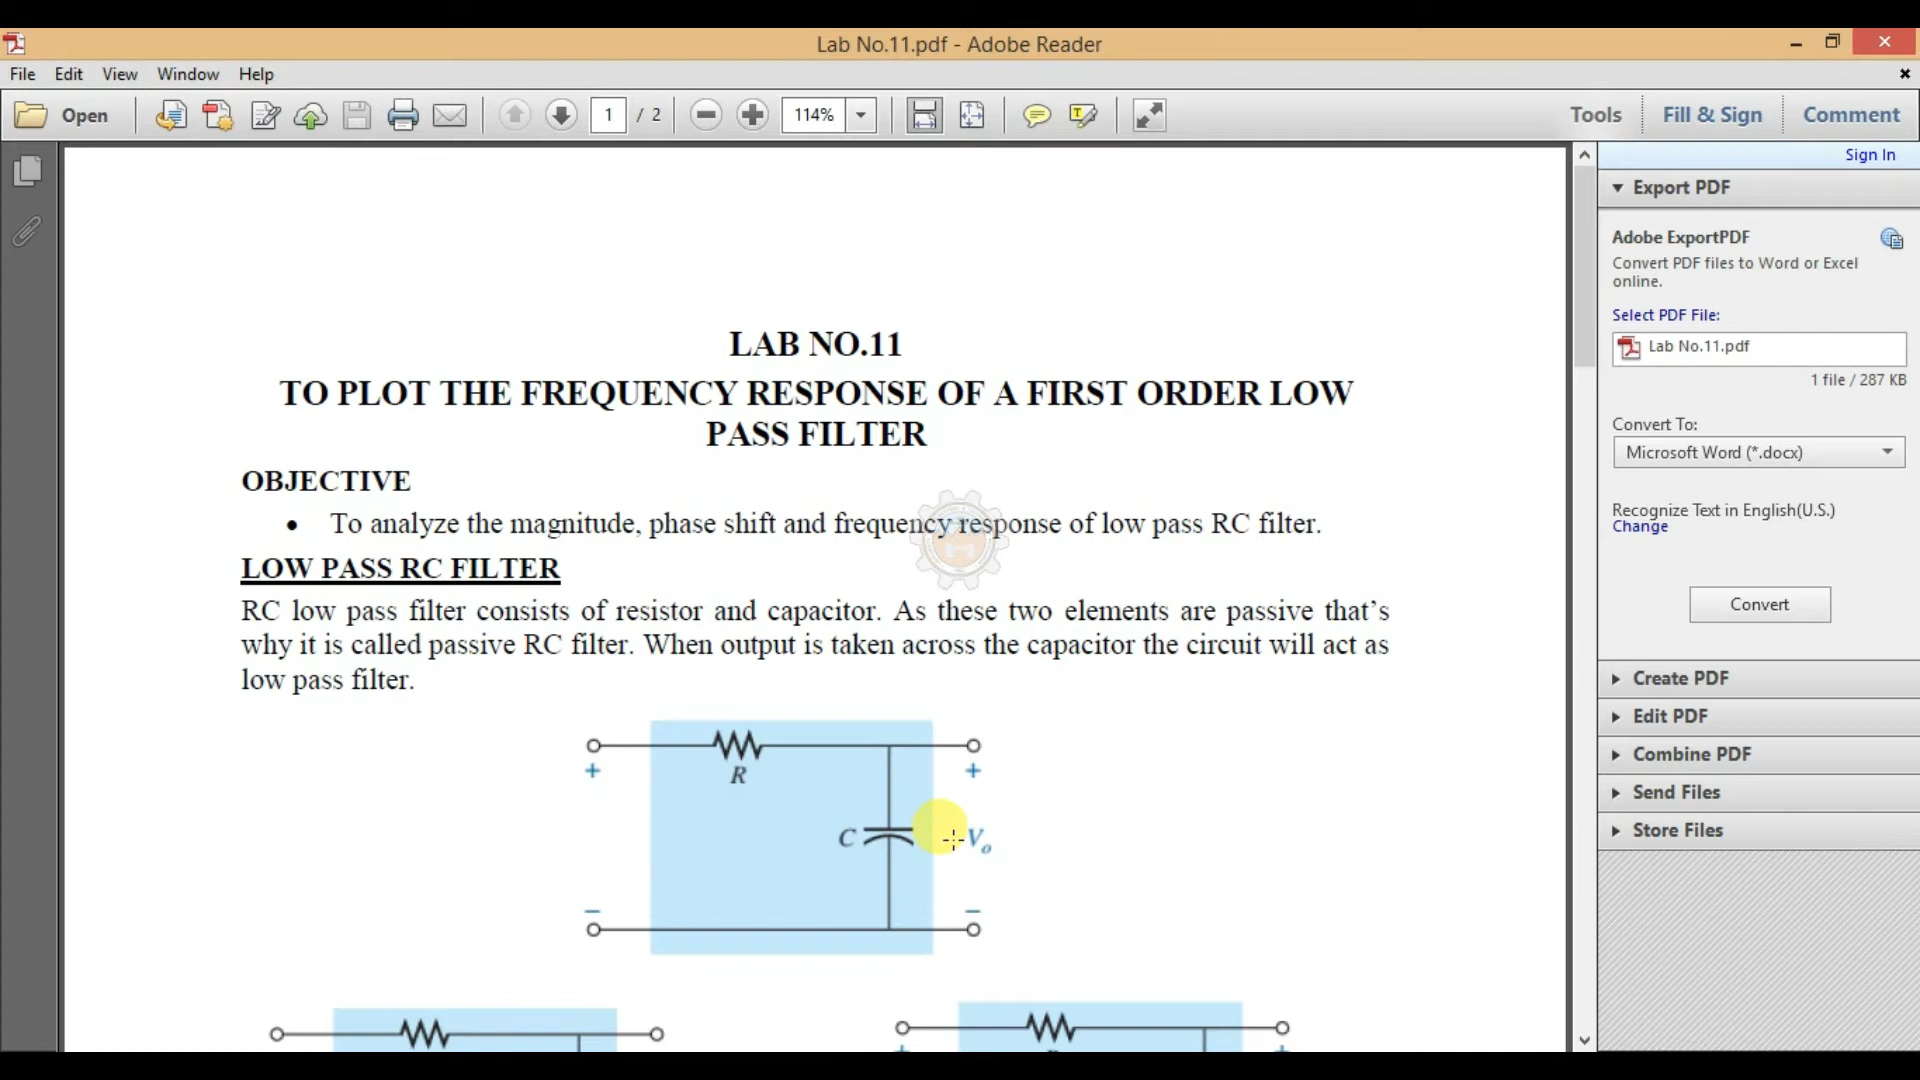 Lab No.11.pdf - Adobe Reader
File Edit View Window Help
Open 1 / 2 114% Tools Fill & Sign Comment
Sign In
Export PDF
Adobe ExportPDF
Convert PDF files to Word or Excel
online.
Select PDF File:
Lab No.11.pdf
1 file / 287 KB
Convert To:
Microsoft Word (*.docx)
Recognize Text in English(U.S.)
Change
Convert
Create PDF
Edit PDF
Combine PDF
Send Files
Store Files
LAB NO.11
TO PLOT THE FREQUENCY RESPONSE OF A FIRST ORDER LOW
PASS FILTER
OBJECTIVE
• To analyze the magnitude, phase shift and frequency response of low pass RC filter.
LOW PASS RC FILTER
RC low pass filter consists of resistor and capacitor. As these two elements are passive that’s
why it is called passive RC filter. When output is taken across the capacitor the circuit will act as
low pass filter.
+ R +
C Vo
− −